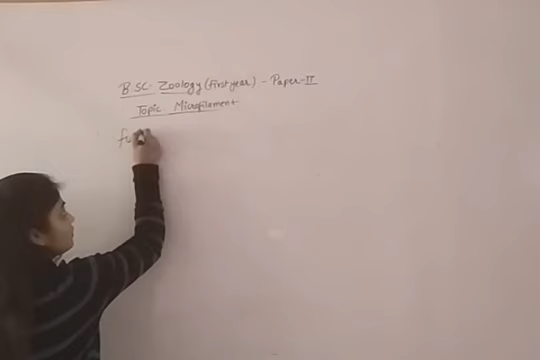 B.SC. Zoology (first year) - Paper-II
Topic Microfilament